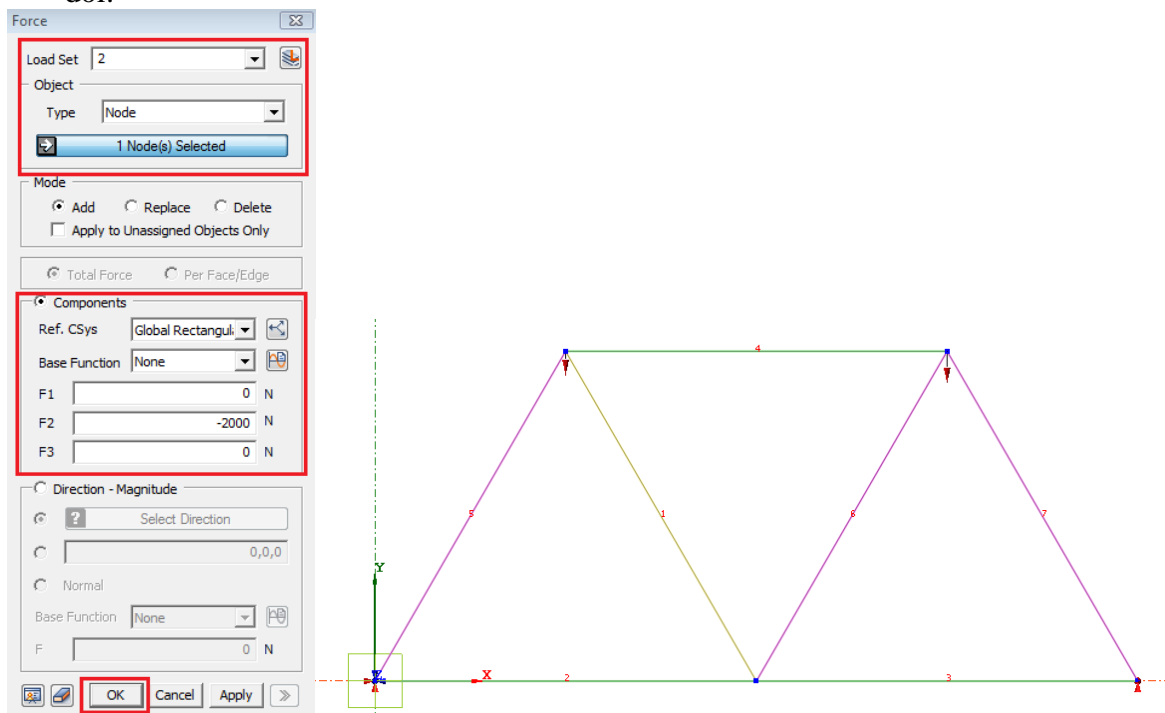 dof.
Force
Load Set 2
Object
Type Node
1 Node(s) Selected
Mode
Add Replace Delete
Apply to Unassigned Objects Only
Total Force Per Face/Edge
Components
Ref. CSys Global Rectangul
Base Function None
F1 0 N
F2 -2000 N
F3 0 N
Direction - Magnitude
? Select Direction
0,0,0
Normal
Base Function None
F 0 N
OK Cancel Apply >>
4
5 1 6 7
Y
X
2 3